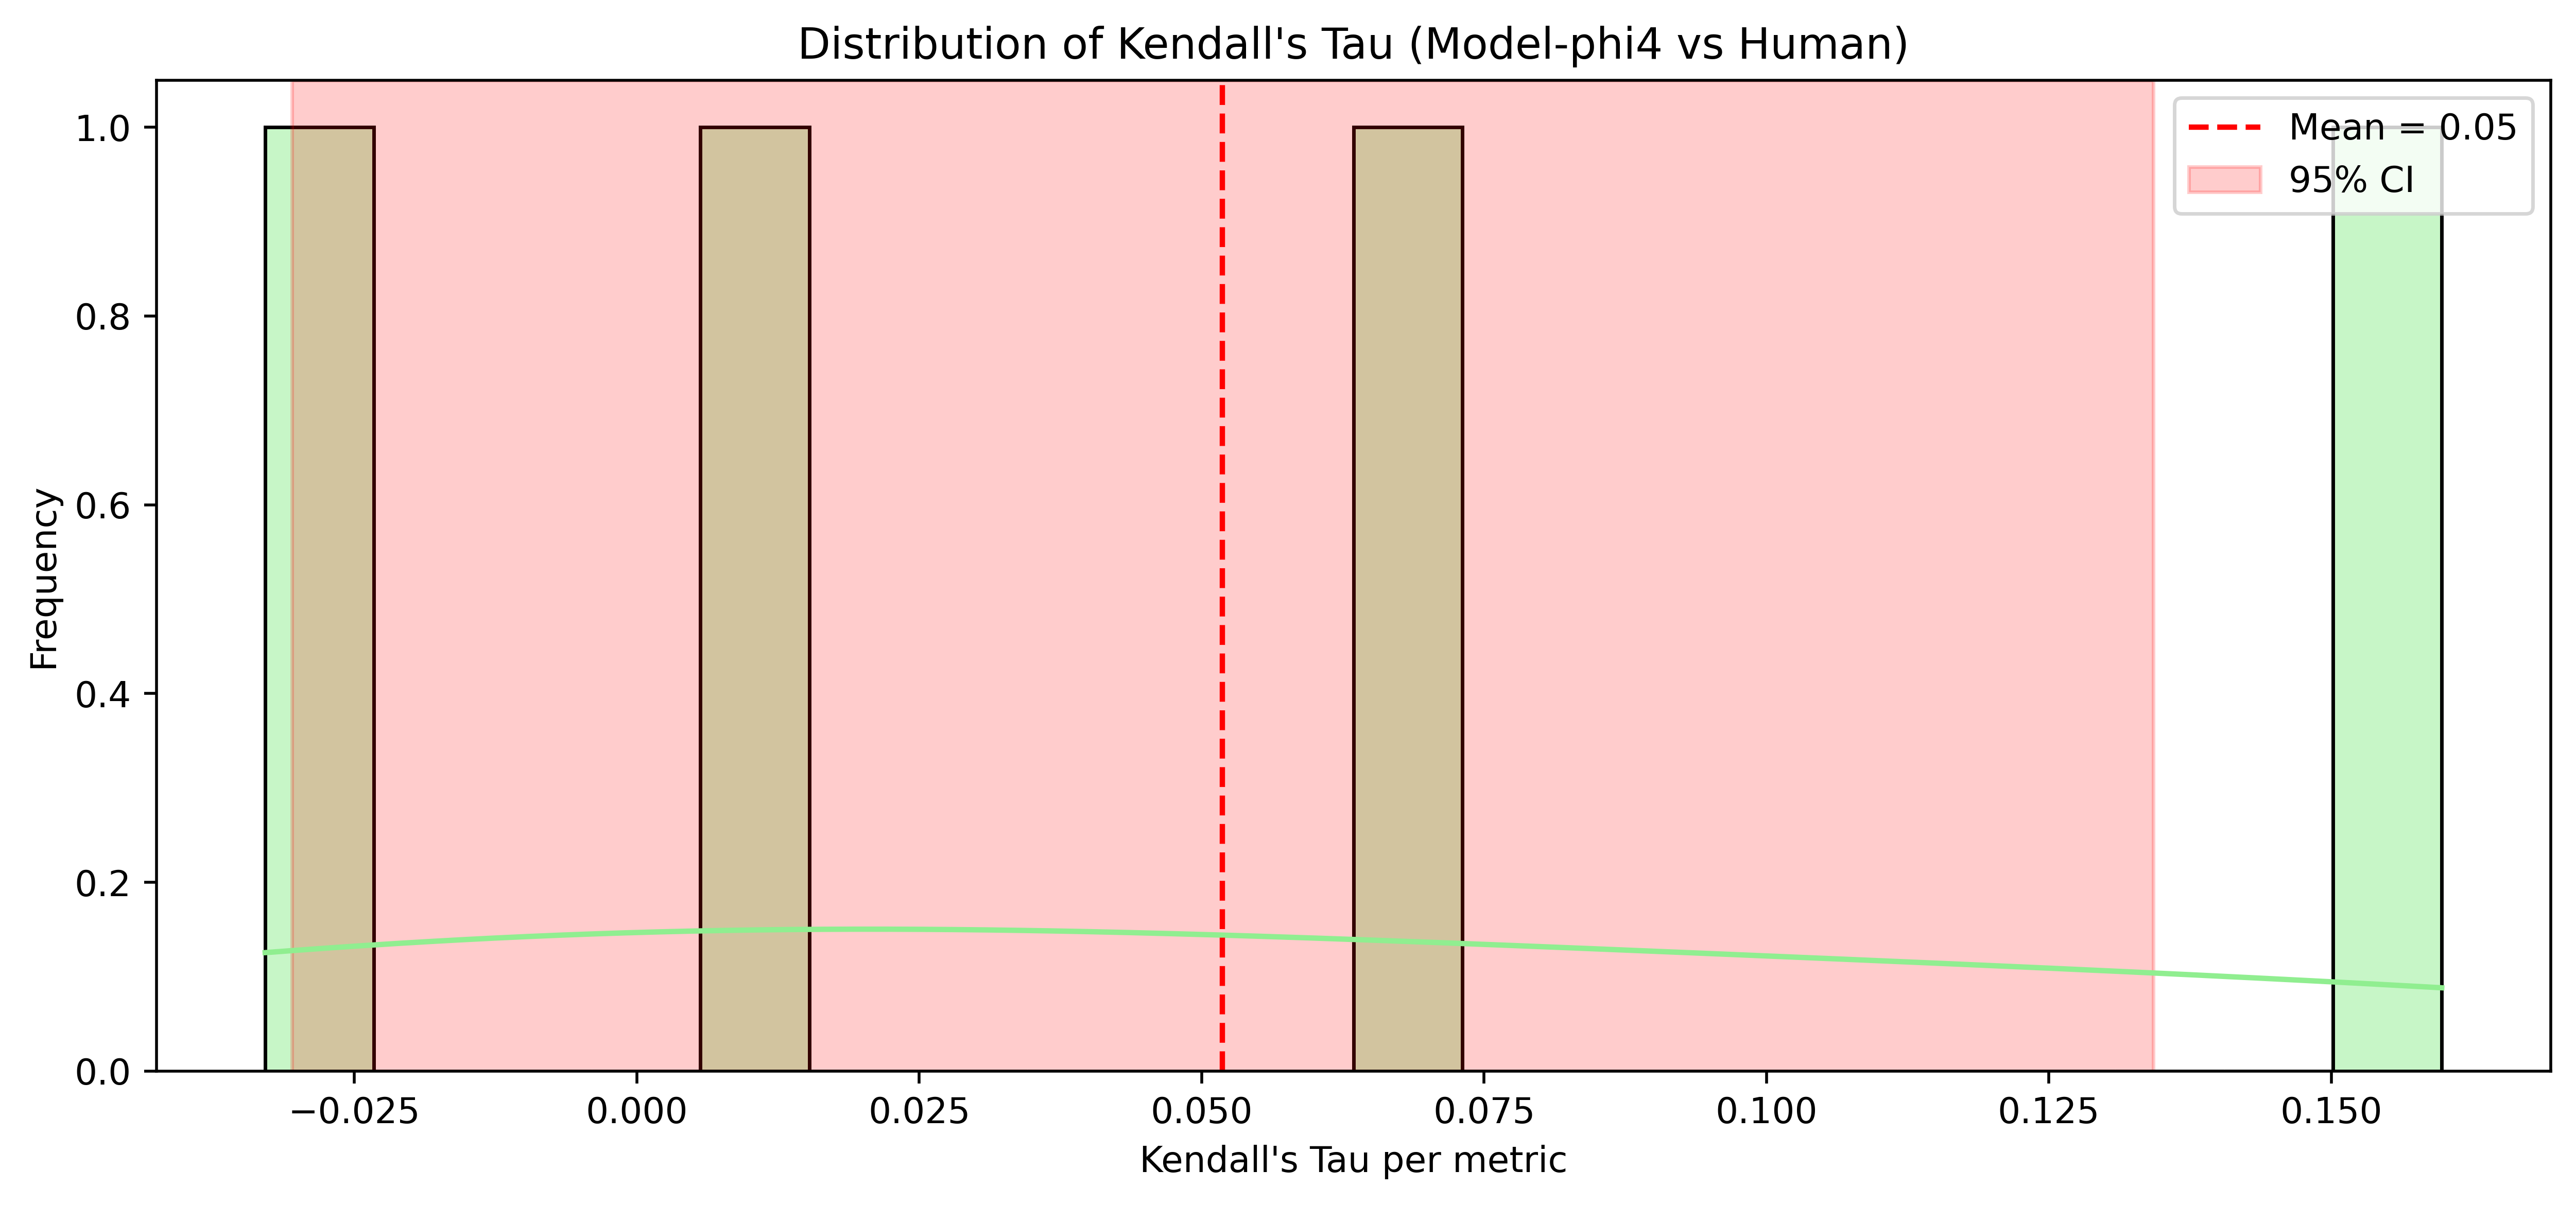 Distribution of Kendall's Tau (Model-phi4 vs Human)
Mean = 0.05
95% CI
1.0
0.8
0.6
0.4
0.2
0.0
Frequency
−0.025
0.000
0.025
0.050
0.075
0.100
0.125
0.150
Kendall's Tau per metric